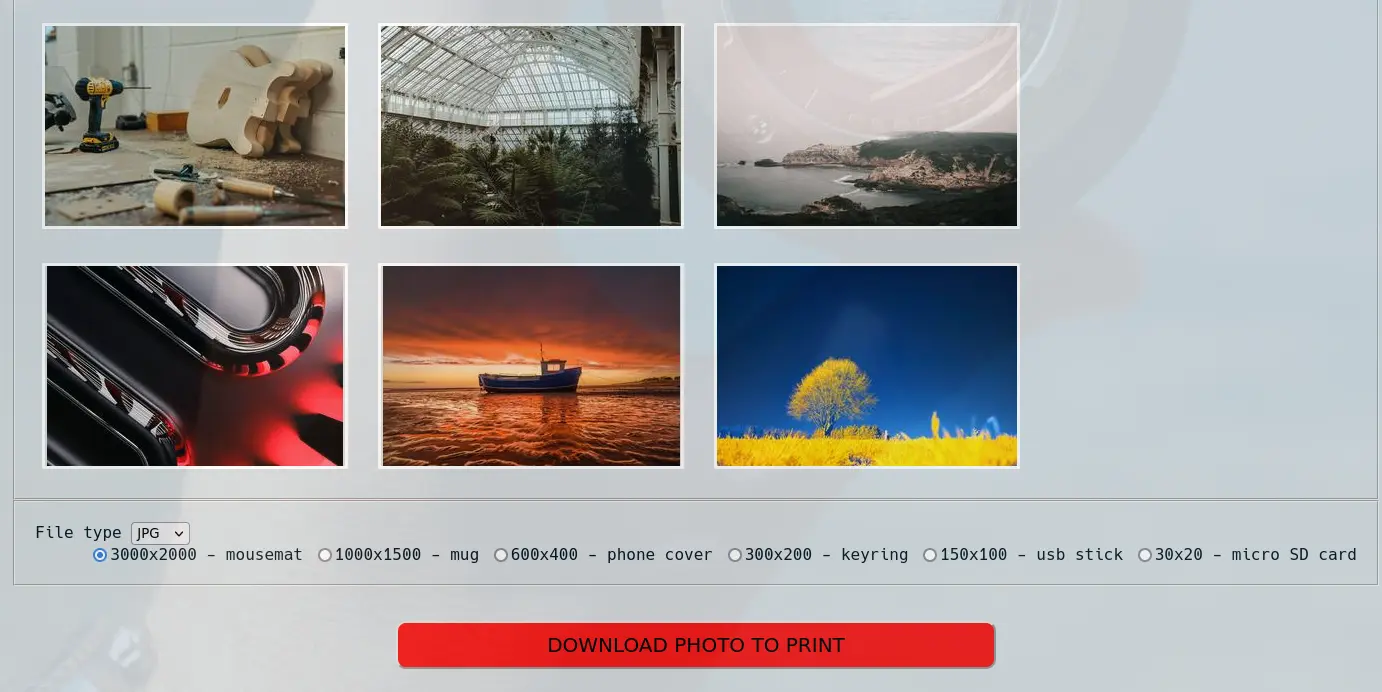 File type JPG
3000x2000 - mousemat 1000x1500 - mug 600x400 - phone cover 300x200 - keyring 150x100 - usb stick 30x20 - micro SD card
DOWNLOAD PHOTO TO PRINT